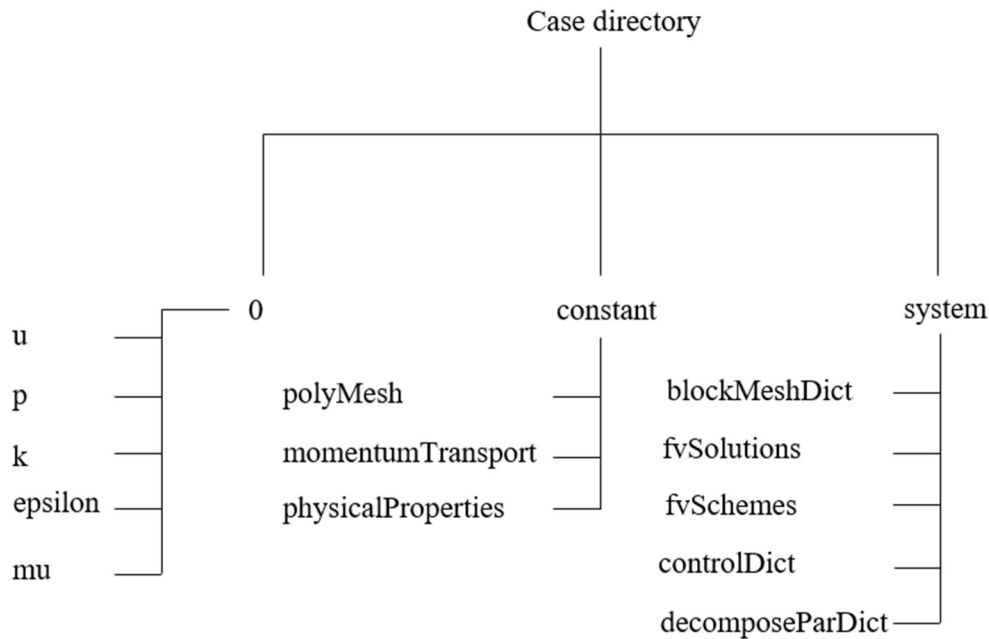 Case directory
0
constant
system
u
p
k
epsilon
mu
polyMesh
momentumTransport
physicalProperties
blockMeshDict
fvSolutions
fvSchemes
controlDict
decomposeParDict